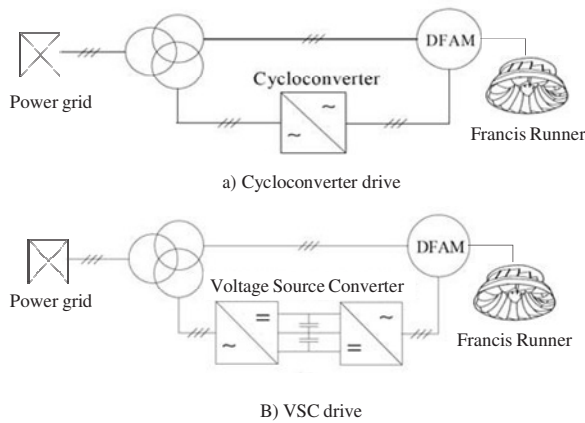 DFAM
Cycloconverter
~
~
Power grid
Francis Runner
a) Cycloconverter drive
DFAM
Voltage Source Converter
=
~
~
=
Power grid
Francis Runner
B) VSC drive